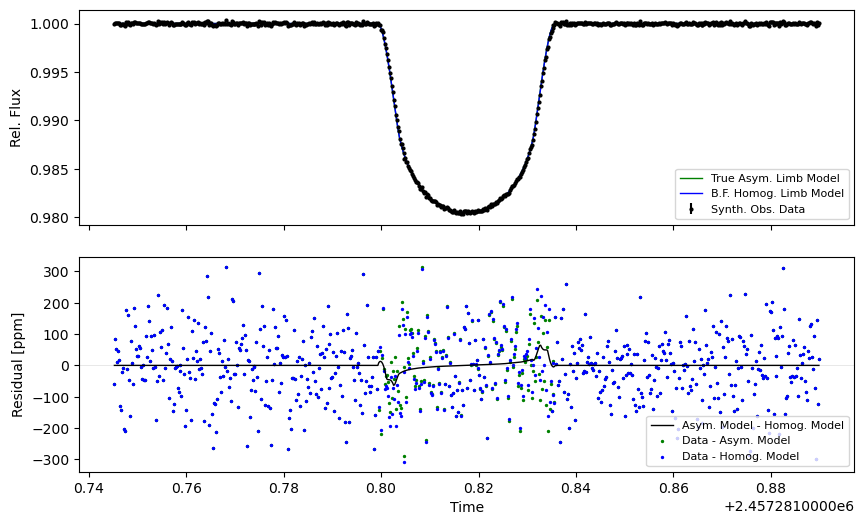 1.000
0.995
0.990
0.985
0.980
Rel. Flux
True Asym. Limb Model
B.F. Homog. Limb Model
Synth. Obs. Data
300
200
100
0
−100
−200
−300
Residual [ppm]
Asym. Model - Homog. Model
Data - Asym. Model
Data - Homog. Model
0.74 0.76 0.78 0.80 0.82 0.84 0.86 0.88
Time
+2.4572810000e6